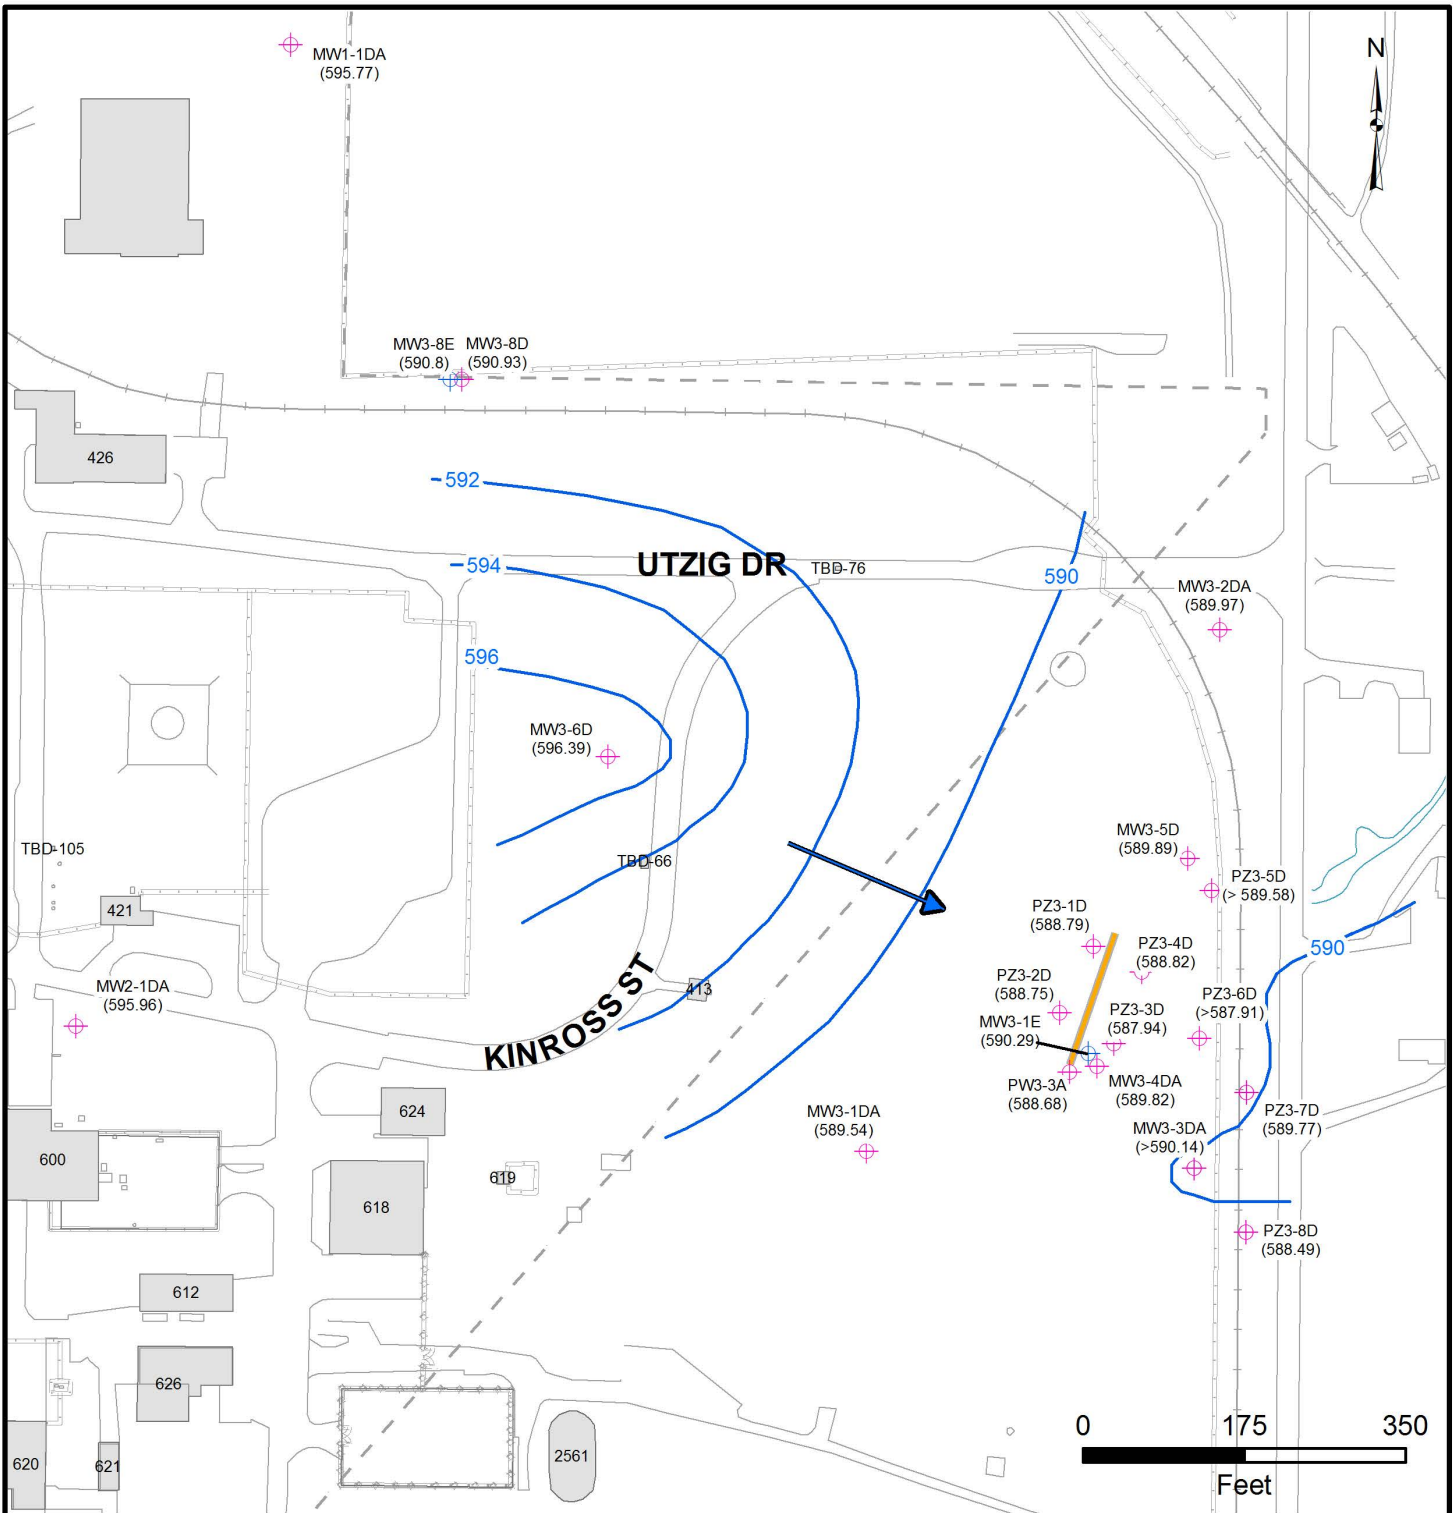 N
MW1-1DA
(595.77)
MW3-8E
(590.8)
MW3-8D
(590.93)
426
592
594
UTZIG DR
TBD-76
590
MW3-2DA
(589.97)
596
MW3-6D
(596.39)
TBD-105
TBD-66
421
MW3-5D
(589.89)
PZ3-5D
(> 589.58)
PZ3-1D
(588.79)
PZ3-4D
(588.82)
590
PZ3-2D
(588.75)
MW2-1DA
(595.96)
413
PZ3-6D
(>587.91)
PZ3-3D
(587.94)
MW3-1E
(590.29)
KINROSS ST
PW3-3A
(588.68)
MW3-4DA
(589.82)
624
MW3-1DA
(589.54)
PZ3-7D
(589.77)
MW3-3DA
(>590.14)
600
619
618
PZ3-8D
(588.49)
612
626
620
621
2561
0 175 350
Feet